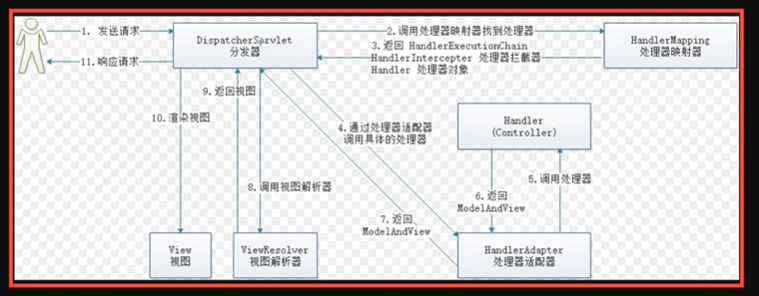 1. 发送请求
11.响应请求
DispatcherServlet
分发器
2.调用处理器映射器找到处理器
3.返回 HandlerExecutionChain
HandlerIntercepter 处理器拦截器
Handler 处理器对象
HandlerMapping
处理器映射器
9.返回视图
10.渲染视图
4.通过处理器适配器
调用具体的处理器
Handler
(Controller)
5.调用处理器
8.调用视图解析器
6.返回
ModelAndView
7.返回
ModelAndView
View
视图
ViewResolver
视图解析器
HandlerAdapter
处理器适配器